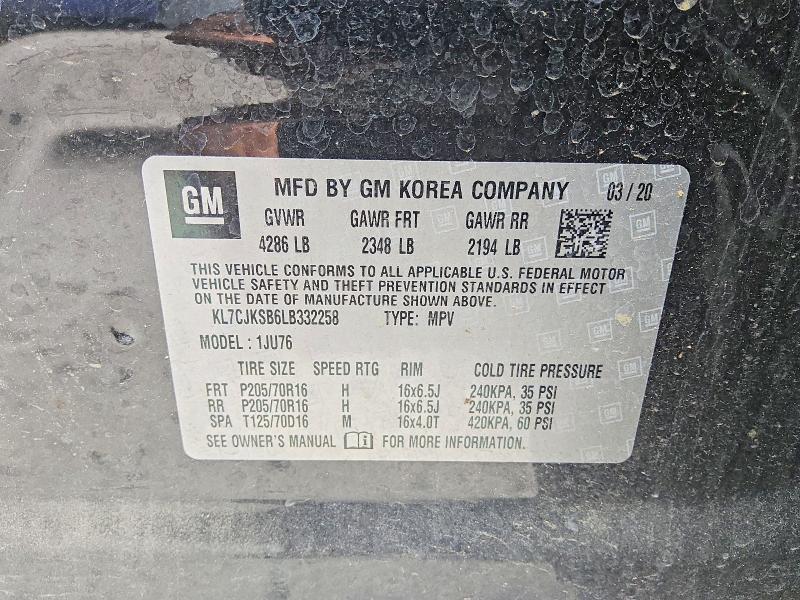 GM MFD BY GM KOREA COMPANY 03/20
GVWR GAWR FRT GAWR RR
4286 LB 2348 LB 2194 LB
THIS VEHICLE CONFORMS TO ALL APPLICABLE U.S. FEDERAL MOTOR
VEHICLE SAFETY AND THEFT PREVENTION STANDARDS IN EFFECT
ON THE DATE OF MANUFACTURE SHOWN ABOVE.
KL7CJKSB6LB332258 TYPE: MPV
MODEL: 1JU76
TIRE SIZE SPEED RTG RIM COLD TIRE PRESSURE
FRT P205/70R16 H 16x6.5J 240KPA, 35 PSI
RR P205/70R16 H 16x6.5J 240KPA, 35 PSI
SPA T125/70D16 M 16x4.0T 420KPA, 60 PSI
SEE OWNER'S MANUAL FOR MORE INFORMATION.